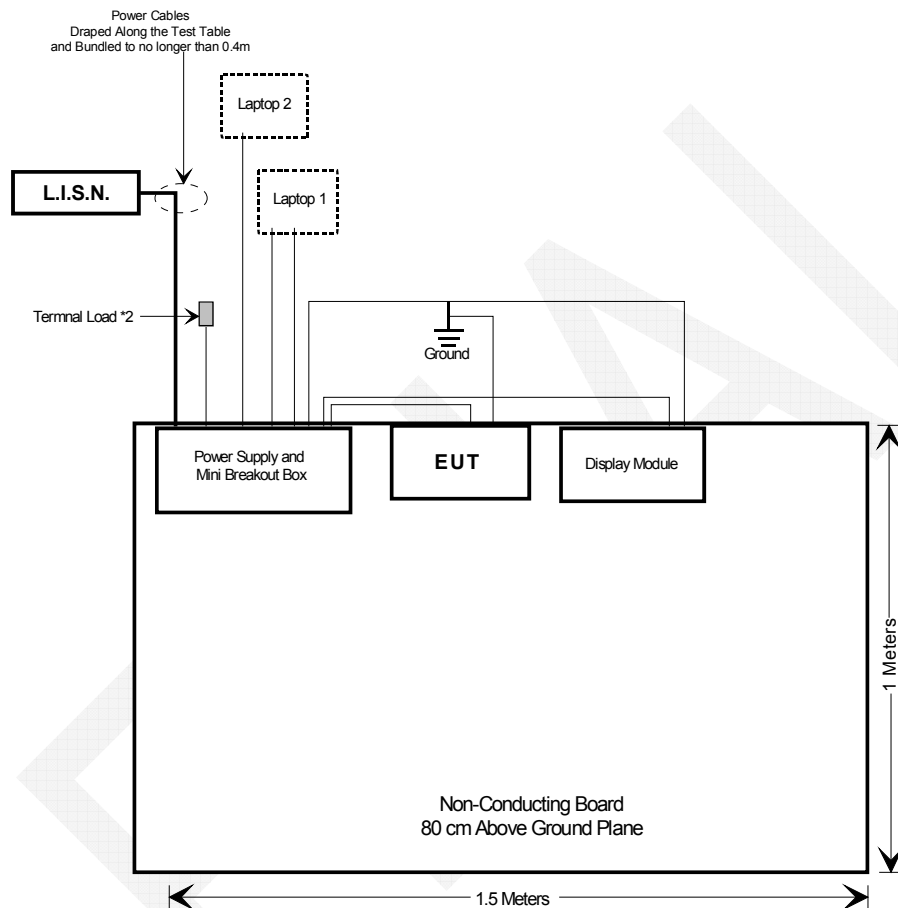 Power Cables
Draped Along the Test Table
and Bundled to no longer than 0.4m
Laptop 2
L.I.S.N.
Laptop 1
Termnal Load *2
Ground
Power Supply and
Mini Breakout Box
EUT
Display Module
1 Meters
Non-Conducting Board
80 cm Above Ground Plane
1.5 Meters